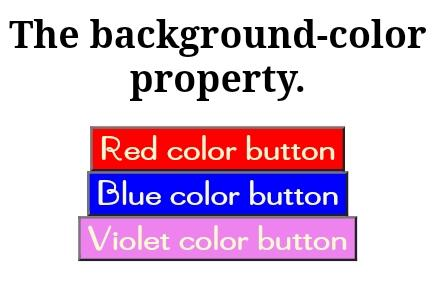 The background-color
property.
Red color button
Blue color button
Violet color button